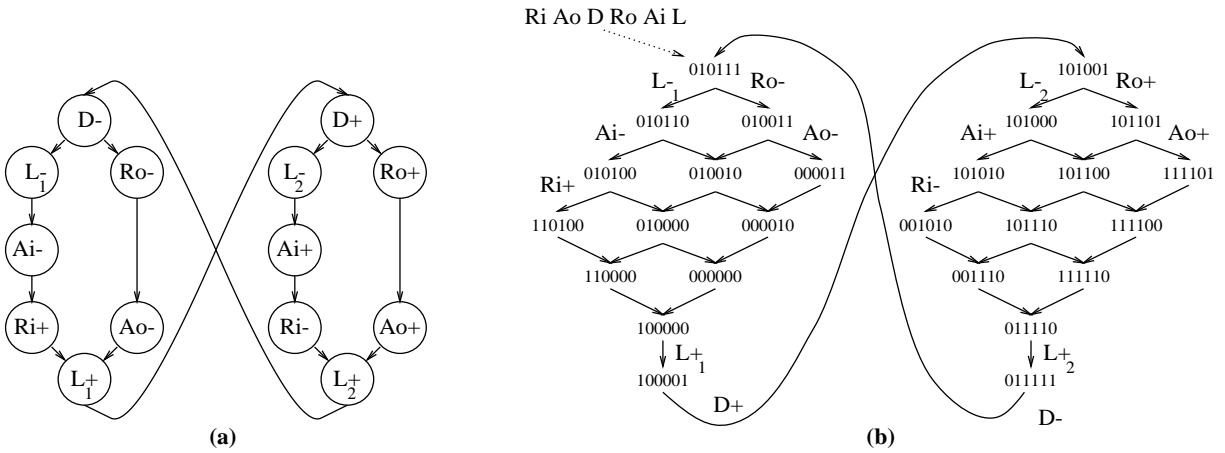 D-
L-
1
Ro-
Ai-
Ri+
Ao-
L+
1
D+
L-
2
Ro+
Ai+
Ri-
Ao+
L+
2
(a)
Ri Ao D Ro Ai L
010111
L-
1
Ro-
010110 010011
Ai- Ao-
010100 010010 000011
Ri+
110100 010000 000010
110000 000000
100000
L+
1
100001
D+
101001
L-
2
Ro+
101000 101101
Ai+ Ao+
101010 101100 111101
Ri-
001010 101110 111100
001110 111110
011110
L+
2
011111
D-
(b)